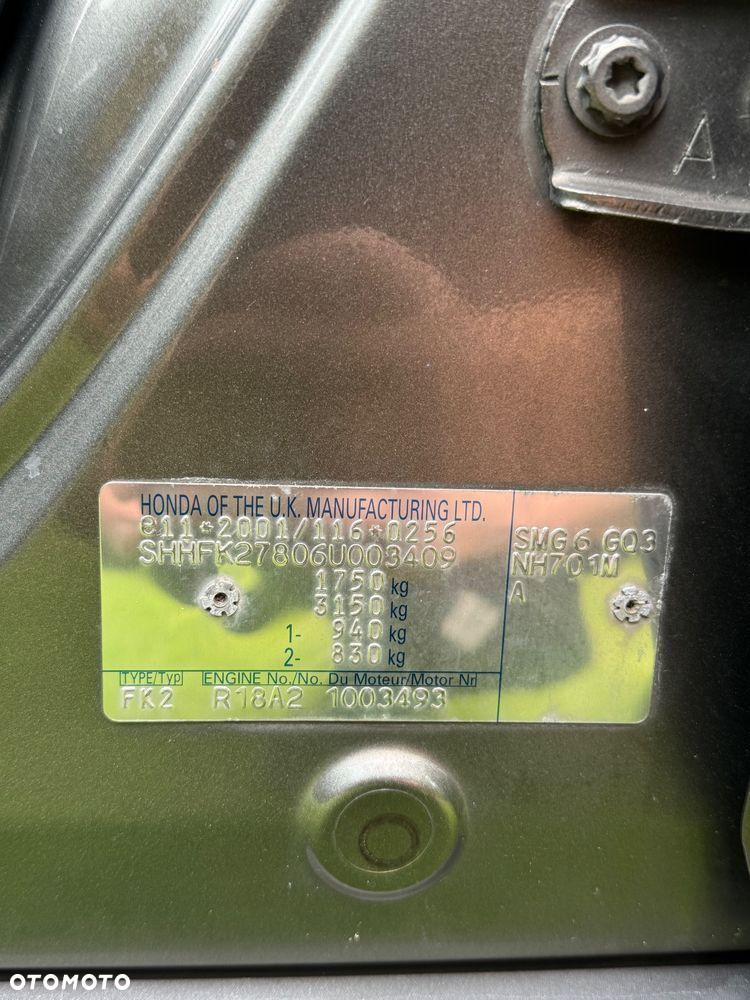 A
HONDA OF THE U.K. MANUFACTURING LTD.
e11*2001/116*0256
SHHFK27806U003409
1750 kg
3150 kg
1- 940 kg
2- 830 kg
SMG 6 GQ3
NH701M
A
TYPE/Typ ENGINE No./No. Du Moteur/Motor Nr
FK2 R18A2 1003493
OTOMOTO